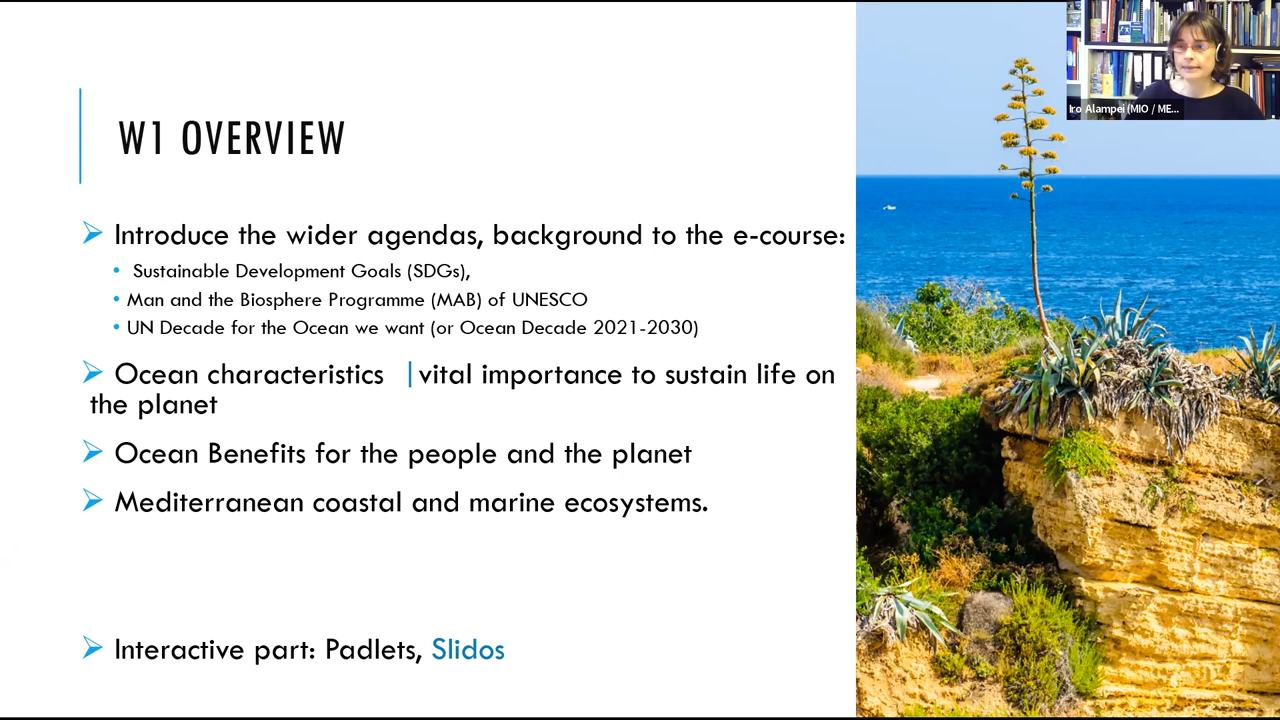 W1 OVERVIEW
Introduce the wider agendas, background to the e-course:
Sustainable Development Goals (SDGs),
Man and the Biosphere Programme (MAB) of UNESCO
UN Decade for the Ocean we want (or Ocean Decade 2021-2030)
Ocean characteristics | vital importance to sustain life on
the planet
Ocean Benefits for the people and the planet
Mediterranean coastal and marine ecosystems.
Interactive part: Padlets, Slidos
Iro Alampei (MIO / ME...